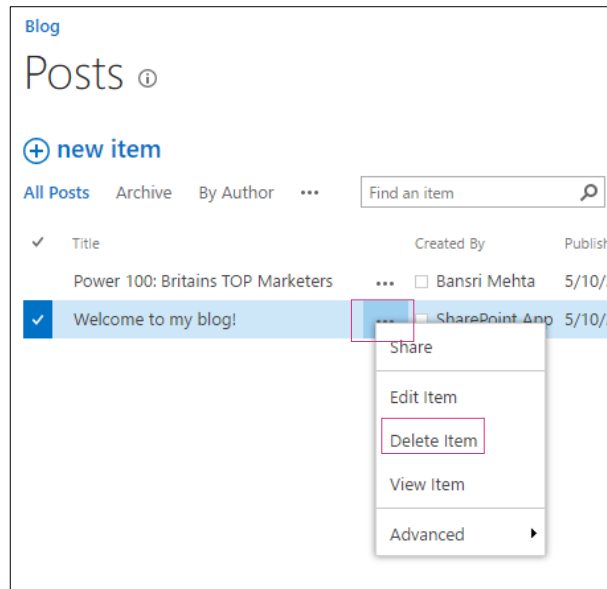 Blog
Posts
new item
All Posts Archive By Author ••• Find an item
Title Created By Publish
Power 100: Britains TOP Marketers ••• Bansri Mehta 5/10/
Welcome to my blog! ••• SharePoint App 5/10/
Share
Edit Item
Delete Item
View Item
Advanced